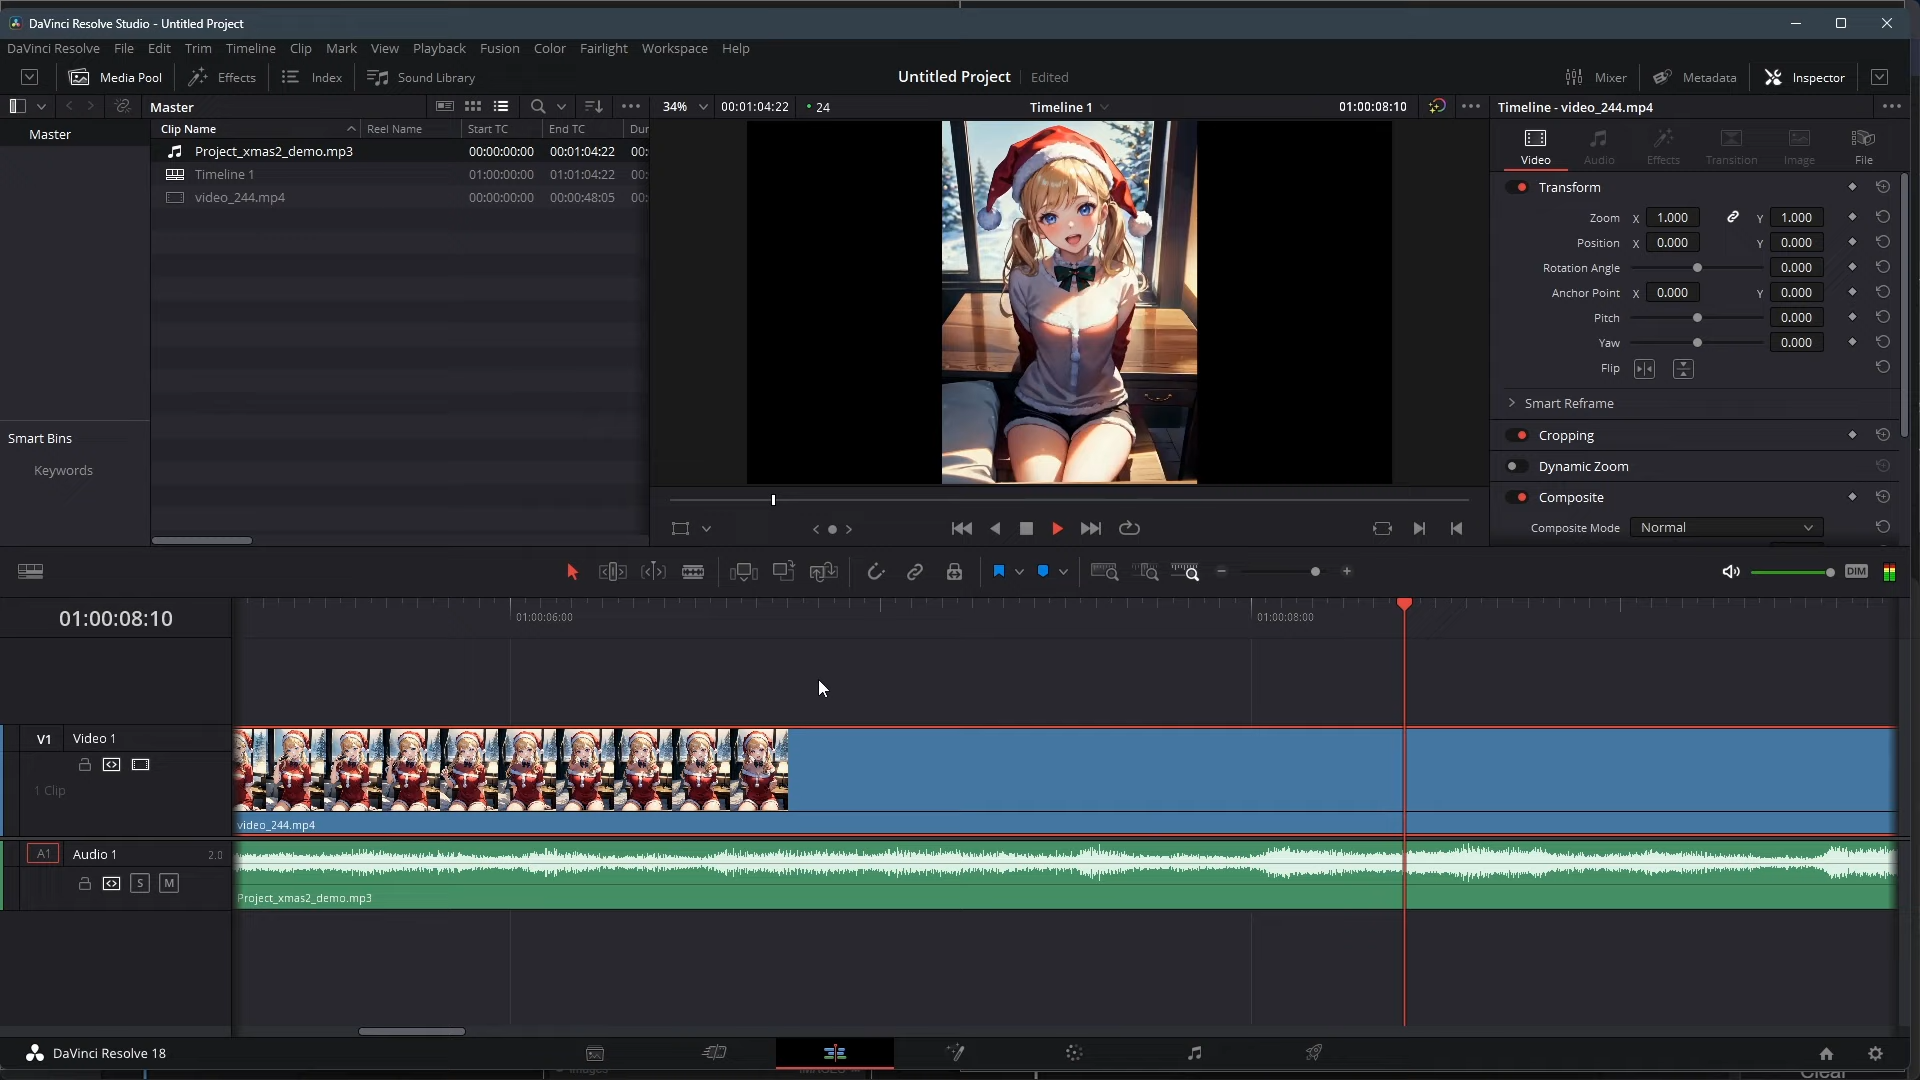 DaVinci Resolve Studio - Untitled Project
DaVinci Resolve File Edit Trim Timeline Clip Mark View Playback Fusion Color Fairlight Workspace Help
Media Pool Effects Index Sound Library Untitled Project Edited Mixer Metadata Inspector
Master 34% 00:01:04:22 24 Timeline 1 01:00:08:10 Timeline - video_244.mp4
Master
Clip Name Reel Name Start TC End TC Dur
Project_xmas2_demo.mp3 00:00:00:00 00:01:04:22 00:
Timeline 1 01:00:00:00 01:01:04:22 00:
video_244.mp4 00:00:00:00 00:00:48:05 00:
Smart Bins
Keywords
Video Audio Effects Transition Image File
Transform
Zoom X 1.000 Y 1.000
Position X 0.000 Y 0.000
Rotation Angle 0.000
Anchor Point X 0.000 Y 0.000
Pitch 0.000
Yaw 0.000
Flip
Smart Reframe
Cropping
Dynamic Zoom
Composite
Composite Mode Normal
DIM
01:00:08:10
01:00:06:00 01:00:08:00
V1 Video 1
1 Clip
video_244.mp4
A1 Audio 1 2.0
S M
Project_xmas2_demo.mp3
DaVinci Resolve 18